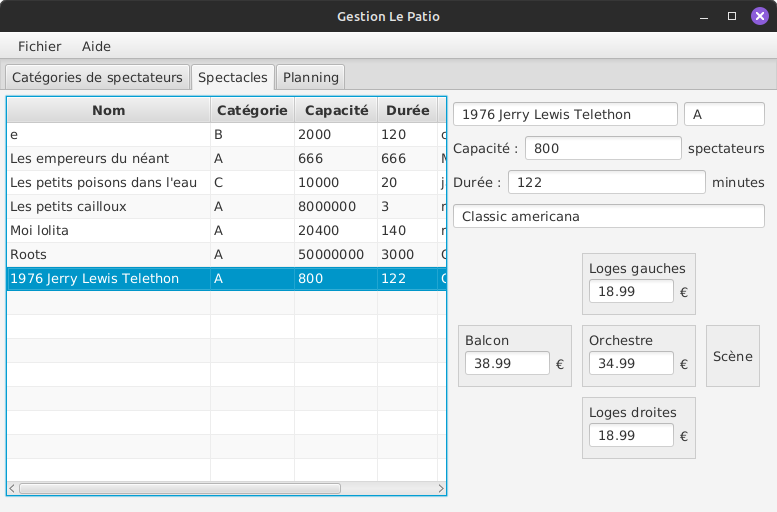 Gestion Le Patio
Fichier Aide
Catégories de spectateurs Spectacles Planning
Nom Catégorie Capacité Durée
e B 2000 120
Les empereurs du néant A 666 666
Les petits poisons dans l'eau C 10000 20 j
Les petits cailloux A 8000000 3
Moi lolita A 20400 140
Roots A 50000000 3000
1976 Jerry Lewis Telethon A 800 122
1976 Jerry Lewis Telethon A
Capacité : 800 spectateurs
Durée : 122 minutes
Classic americana
Loges gauches
18.99 €
Balcon
38.99 €
Orchestre
34.99 €
Scène
Loges droites
18.99 €